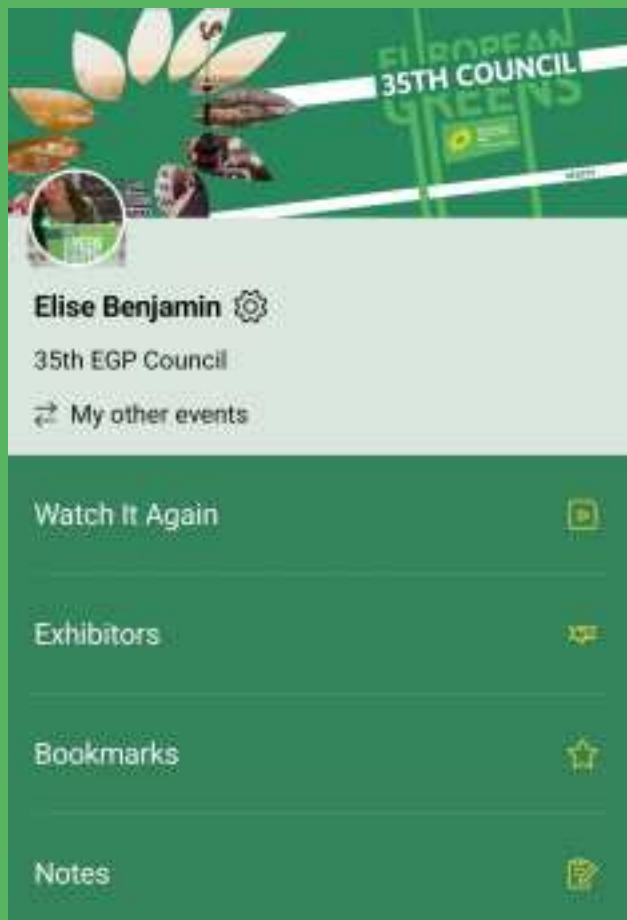 EUROPEAN
35TH COUNCIL
GREENS
Elise Benjamin
35th EGP Council
My other events
Watch It Again
Exhibitors
Bookmarks
Notes